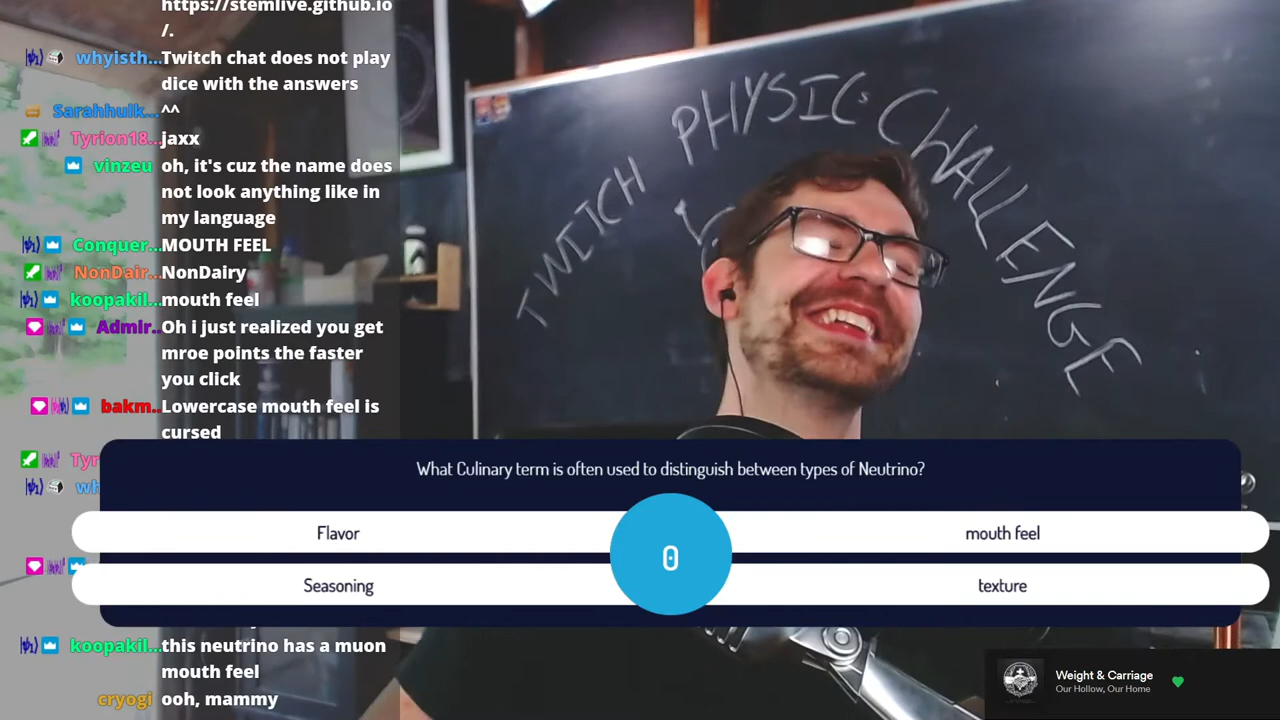 https://stemlive.github.io
/.
whyisth...Twitch chat does not play
dice with the answers
Sarahhulk...^^
Tyrion18...jaxx
vinzeu oh, it's cuz the name does
not look anything like in
my language
Conquer...MOUTH FEEL
NonDair...NonDairy
koopakil...mouth feel
Admir...Oh i just realized you get
mroe points the faster
you click
bakm...Lowercase mouth feel is
cursed
Tyr
wh
koopakil...this neutrino has a muon
mouth feel
cryogi ooh, mammy
TWITCH PHYSICS CHALLENGE
What Culinary term is often used to distinguish between types of Neutrino?
Flavor
mouth feel
0
Seasoning
texture
Weight & Carriage
Our Hollow, Our Home